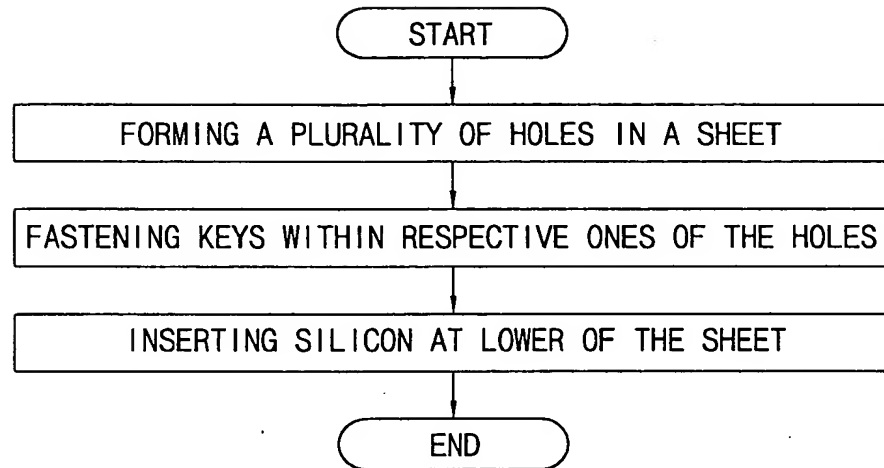 START
FORMING A PLURALITY OF HOLES IN A SHEET
FASTENING KEYS WITHIN RESPECTIVE ONES OF THE HOLES
INSERTING SILICON AT LOWER OF THE SHEET
END